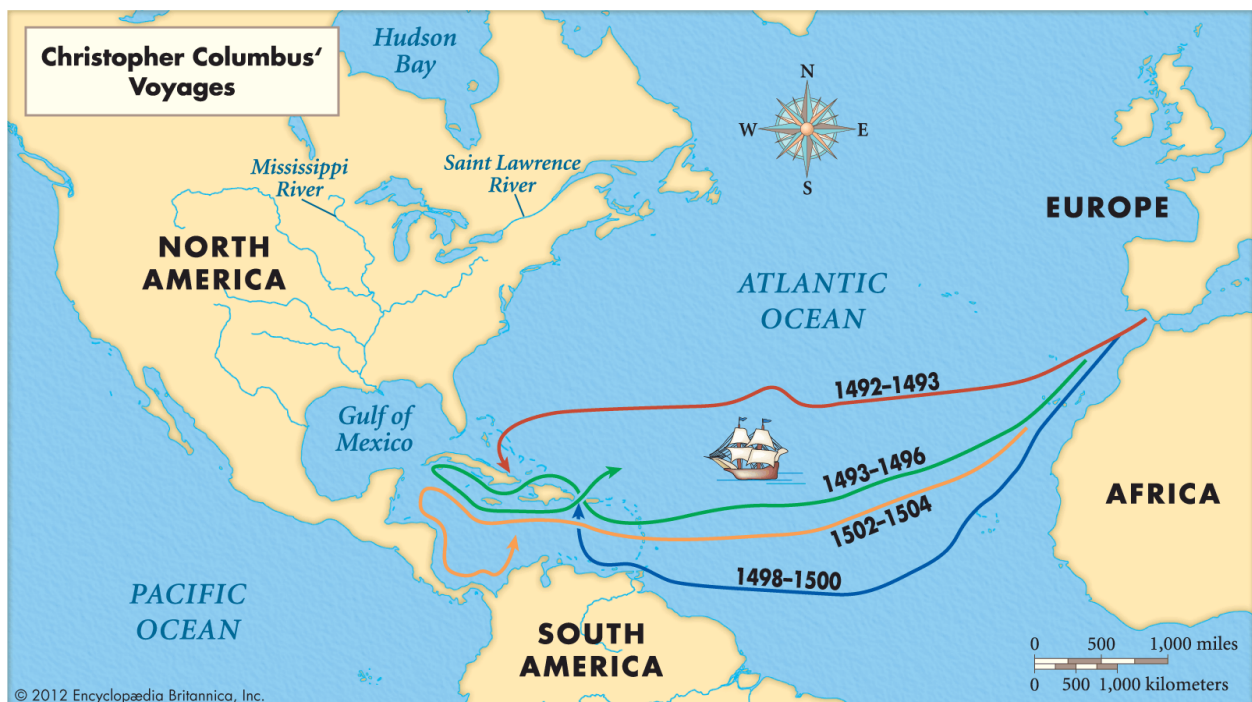 Christopher Columbus‘
Voyages
Hudson
Bay
N
W
E
S
Mississippi
River
Saint Lawrence
River
EUROPE
NORTH
AMERICA
ATLANTIC
OCEAN
1492–1493
Gulf of
Mexico
1493–1496
1502–1504
AFRICA
1498–1500
PACIFIC
OCEAN
SOUTH
AMERICA
0 500 1,000 miles
0 500 1,000 kilometers
© 2012 Encyclopædia Britannica, Inc.